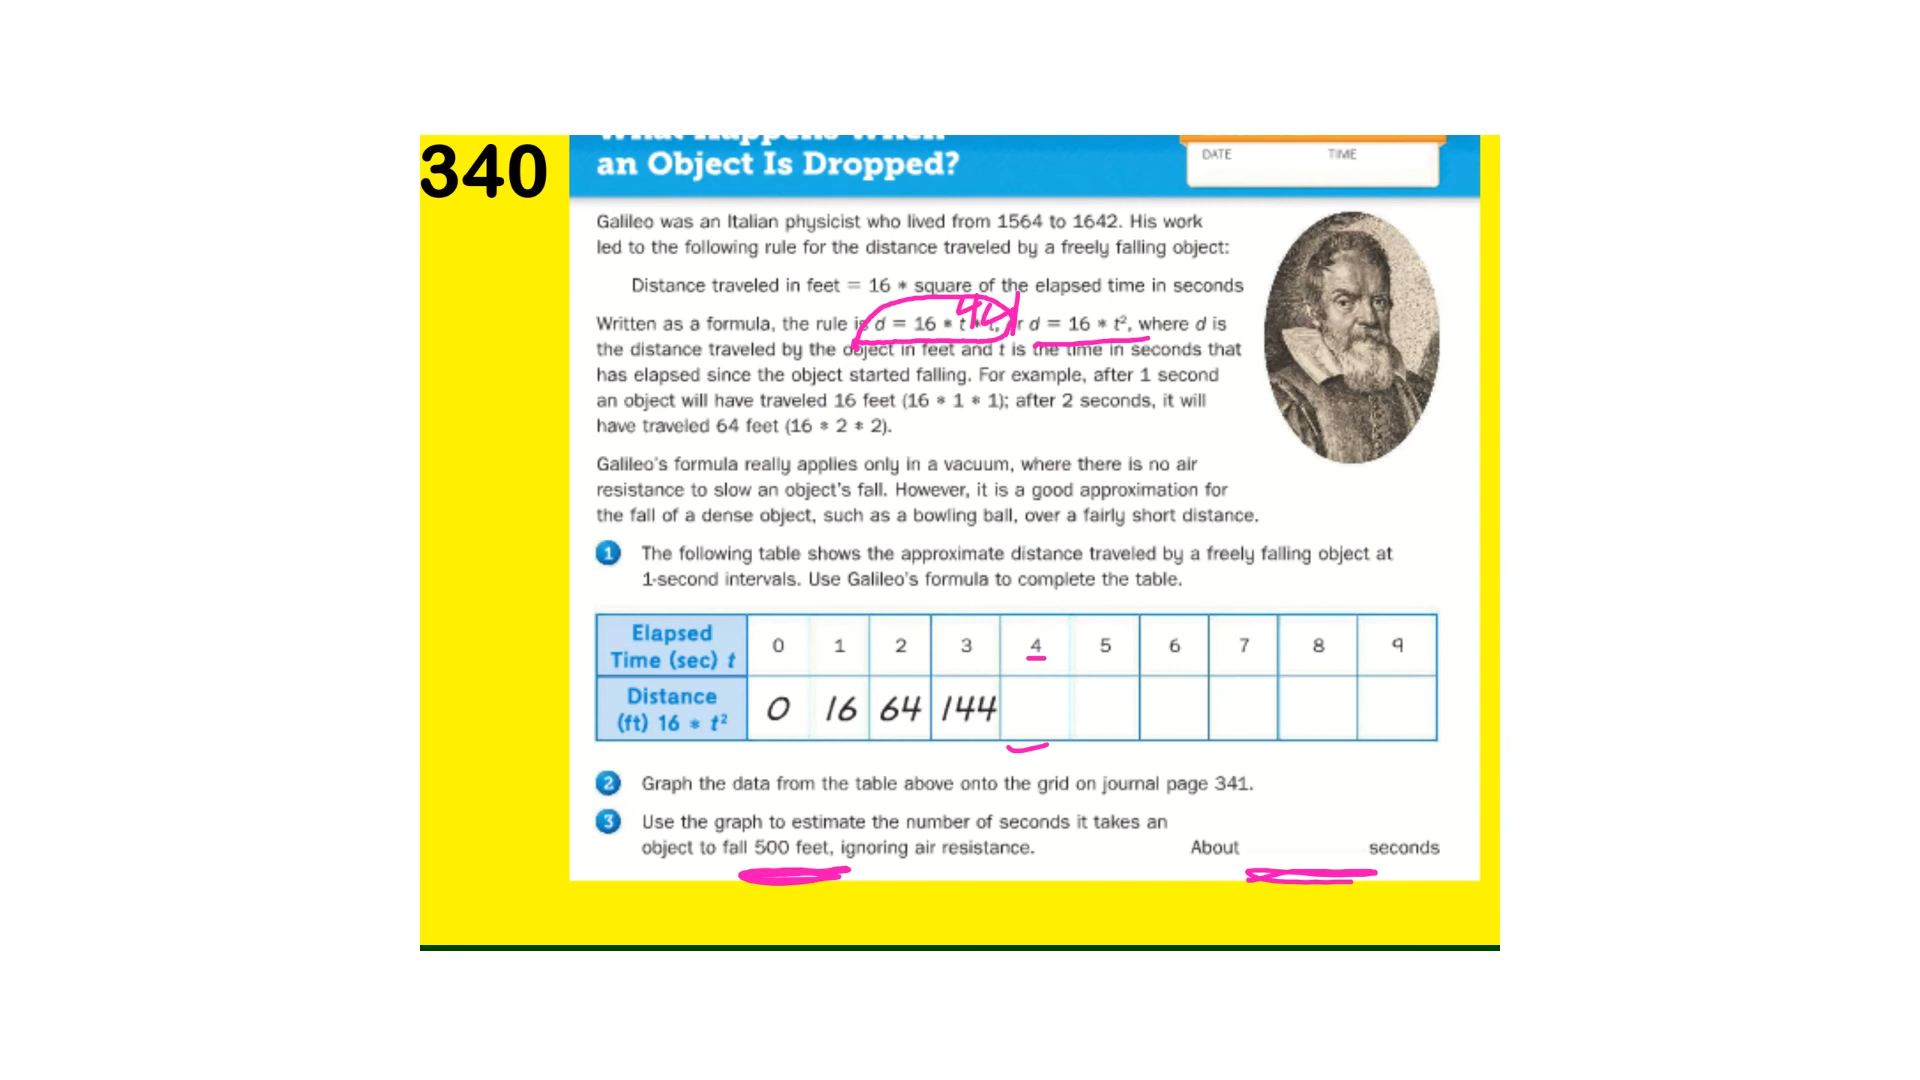 340
What Happens When
an Object Is Dropped?
DATE TIME
Galileo was an Italian physicist who lived from 1564 to 1642. His work
led to the following rule for the distance traveled by a freely falling object:
Distance traveled in feet = 16 * square of the elapsed time in seconds
Written as a formula, the rule is d = 16 * t * t, or d = 16 * t², where d is
the distance traveled by the object in feet and t is the time in seconds that
has elapsed since the object started falling. For example, after 1 second
an object will have traveled 16 feet (16 * 1 * 1); after 2 seconds, it will
have traveled 64 feet (16 * 2 * 2).
Galileo's formula really applies only in a vacuum, where there is no air
resistance to slow an object's fall. However, it is a good approximation for
the fall of a dense object, such as a bowling ball, over a fairly short distance.
1 The following table shows the approximate distance traveled by a freely falling object at
1-second intervals. Use Galileo's formula to complete the table.
Elapsed
Time (sec) t 0 1 2 3 4 5 6 7 8 9
Distance
(ft) 16 * t² 0 16 64 144
2 Graph the data from the table above onto the grid on journal page 341.
3 Use the graph to estimate the number of seconds it takes an
object to fall 500 feet, ignoring air resistance. About seconds